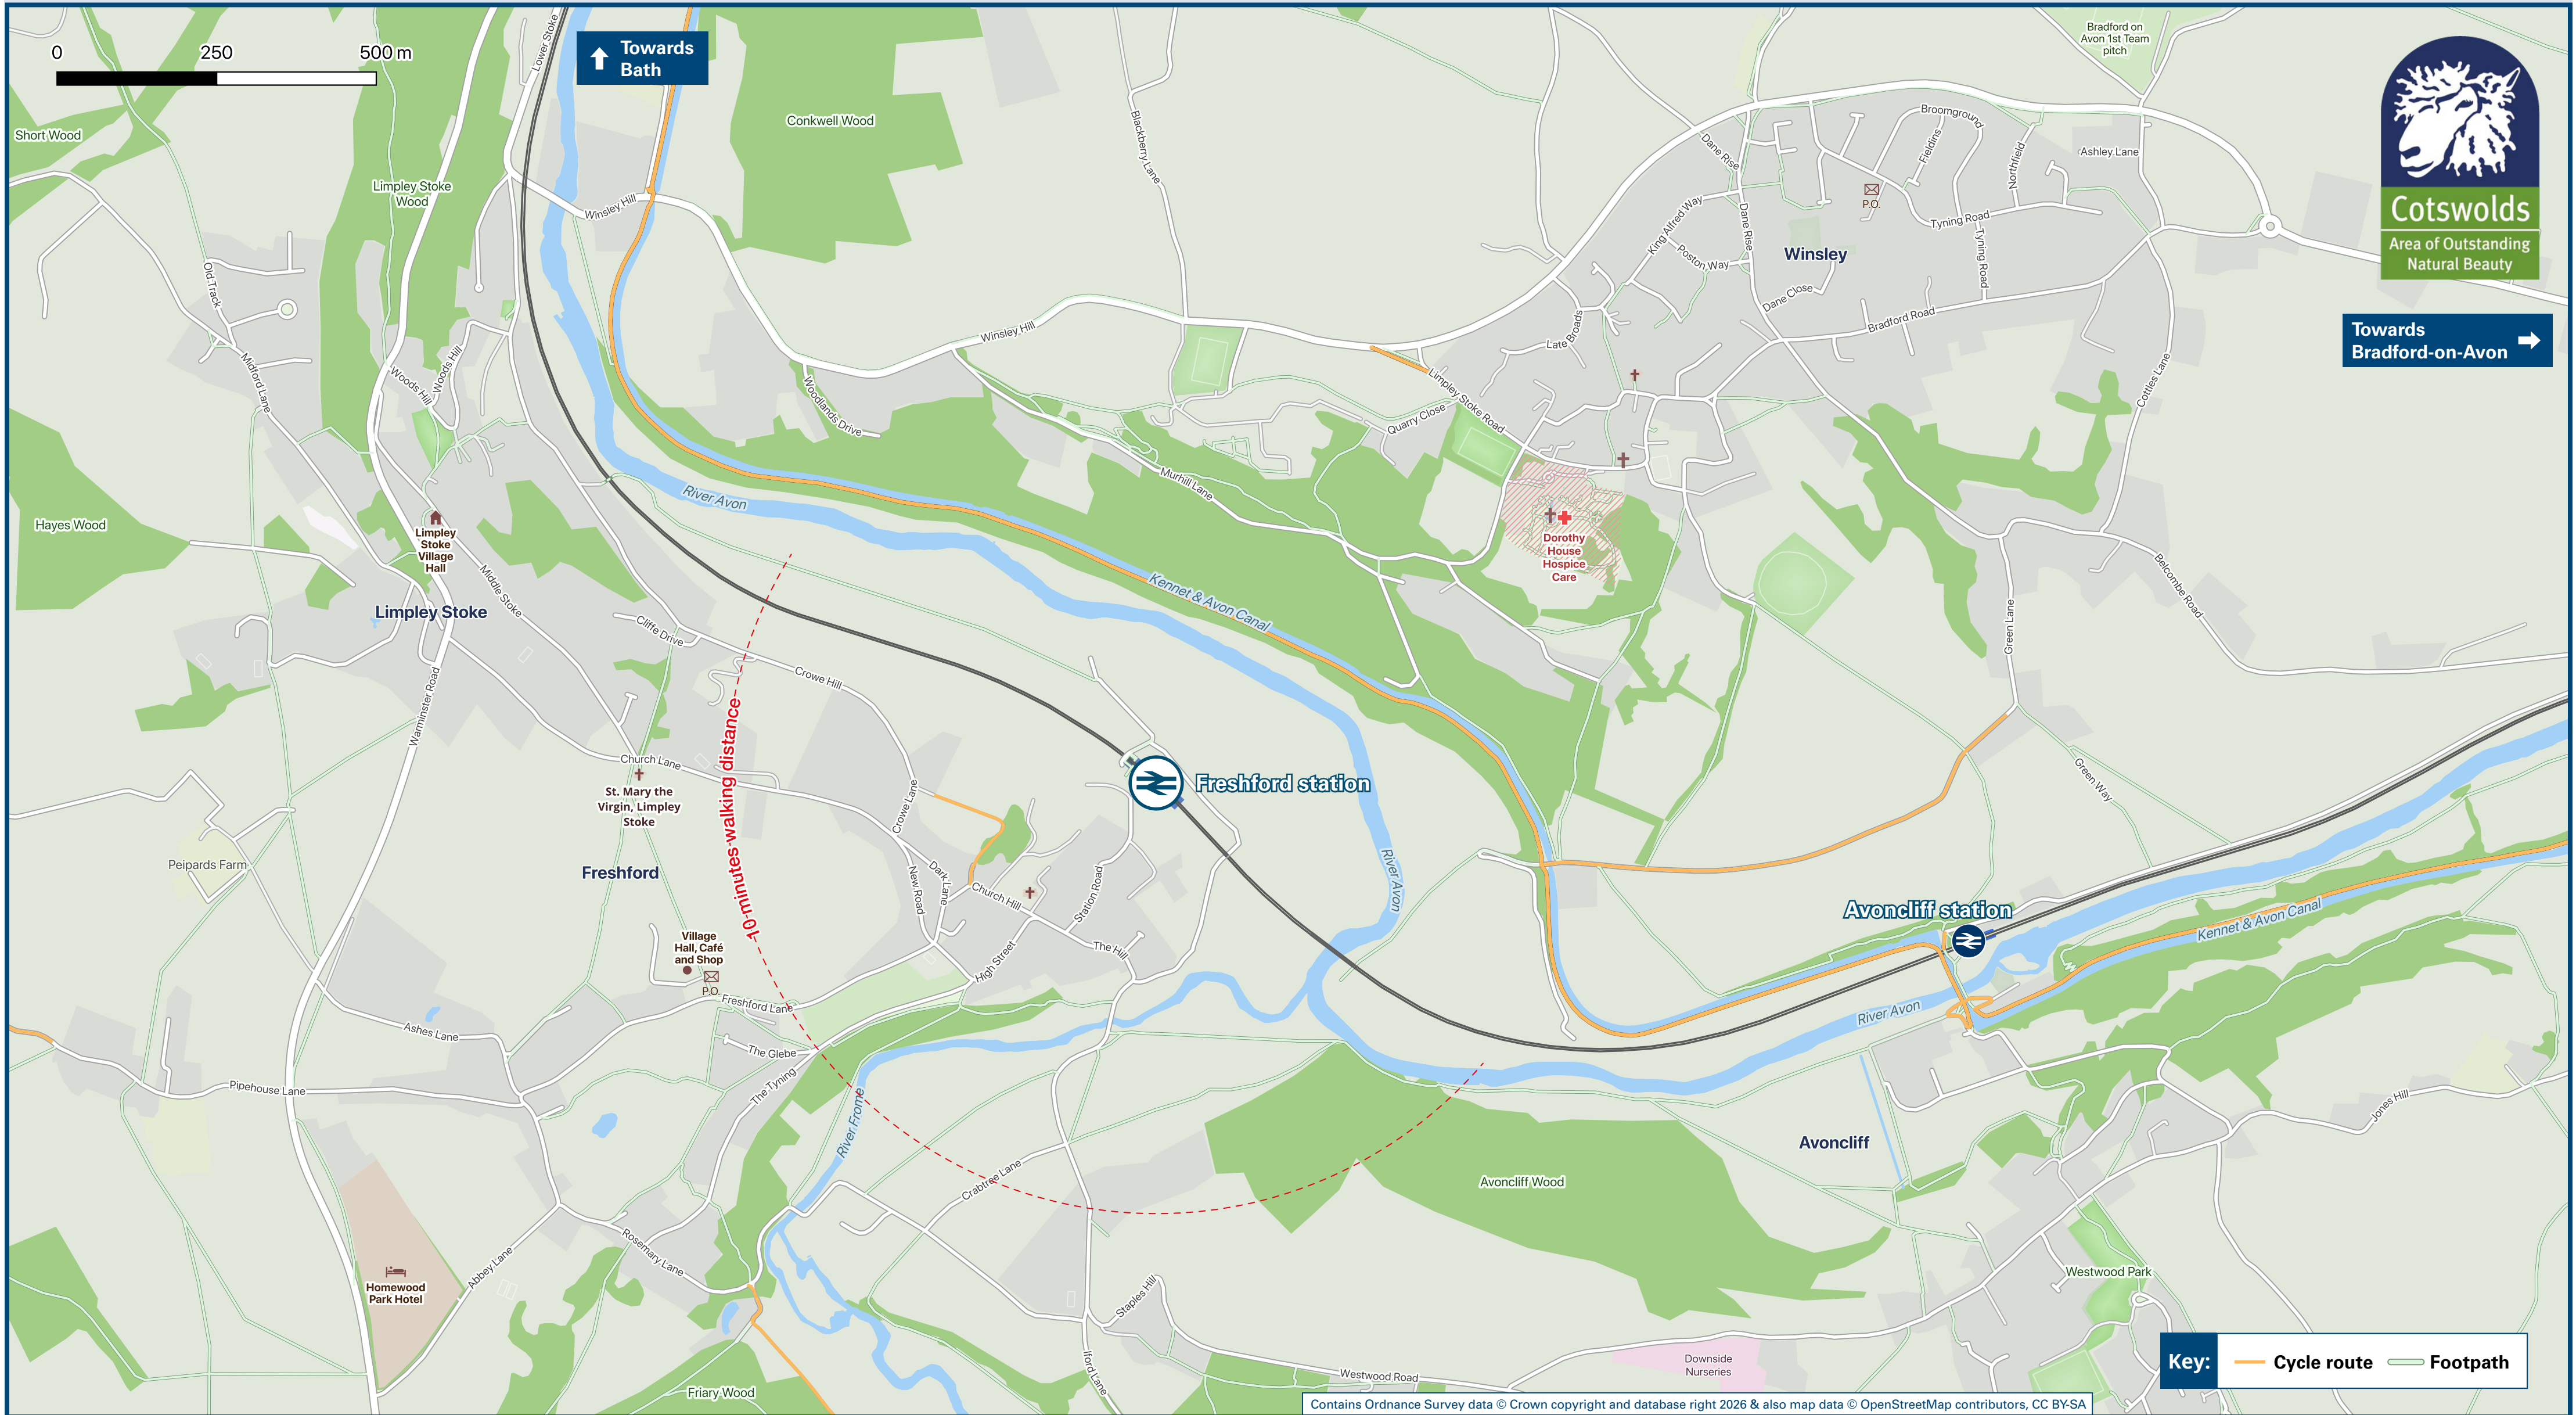 0 250 500 m
Towards
Bath
Lower Stoke
Conkwell Wood
Blackberry Lane
Bradford on
Avon 1st Team
pitch
Cotswolds
Area of Outstanding
Natural Beauty
Towards
Bradford-on-Avon
Short Wood
Limpley Stoke
Wood
Winsley Hill
Dane Rise
Broomground
Fieldins
Northfield
Ashley Lane
P.O.
King Alfred Way
Dane Rise
Tyning Road
Tyning Road
Poston Way
Winsley
Dane Close
Bradford Road
Old Track
Midford Lane
Woods Hill
Woods Hill
Winsley Hill
Late Broads
Limpley Stoke Road
Quarry Close
Cottles Lane
Woodlands Drive
Murhill Lane
River Avon
Hayes Wood
Limpley
Stoke
Village
Hall
Middle Stoke
Limpley Stoke
Kennet & Avon Canal
Dorothy
House
Hospice
Care
Belcombe Road
Green Lane
Cliffe Drive
Crowe Hill
Warminster Road
10 minutes walking distance
Church Lane
St. Mary the
Virgin, Limpley
Stoke
Freshford station
Crowe Lane
Green Way
Peipards Farm
Freshford
Dark Lane
New Road
Church Hill
Station Road
River Avon
The Hill
High Street
Village
Hall, Café
and Shop
P.O.
Freshford Lane
Avoncliff station
Kennet & Avon Canal
River Avon
Ashes Lane
The Glebe
The Tyning
Pipehouse Lane
River Frome
Jones Hill
Avoncliff
Crabtree Lane
Avoncliff Wood
Rosemary Lane
Abbey Lane
Homewood
Park Hotel
Staples Hill
Iford Lane
Westwood Road
Westwood Park
Downside
Nurseries
Friary Wood
Key: Cycle route Footpath
Contains Ordnance Survey data © Crown copyright and database right 2026 & also map data © OpenStreetMap contributors, CC BY-SA